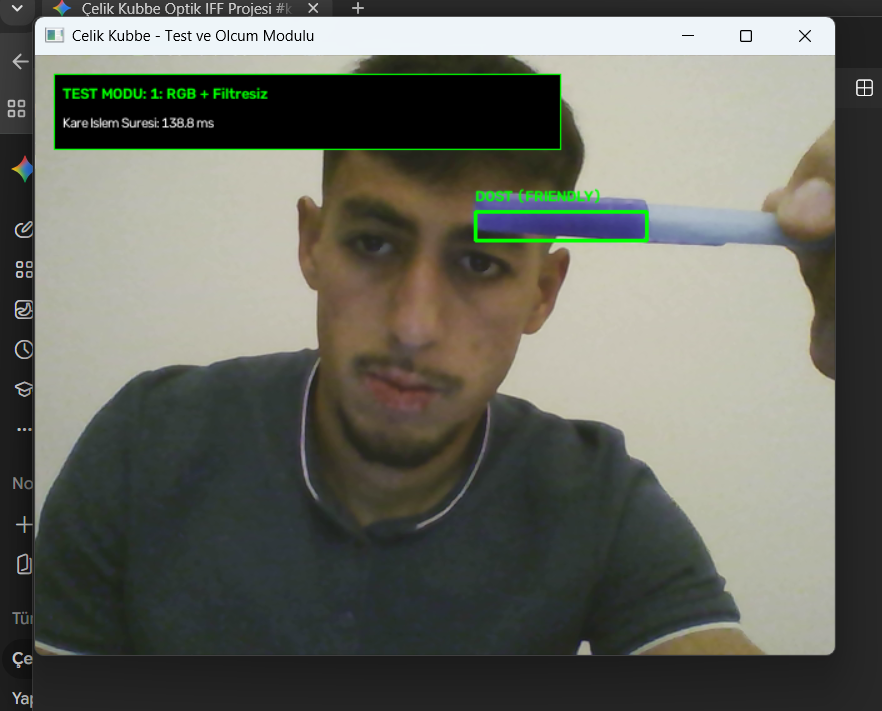 Çelik Kubbe Optik IFF Projesi #k
Celik Kubbe - Test ve Olcum Modulu
TEST MODU: 1: RGB + Filtresiz
Kare Islem Suresi: 138.8 ms
DOST (FRIENDLY)
No
Tür
Çe
Yap